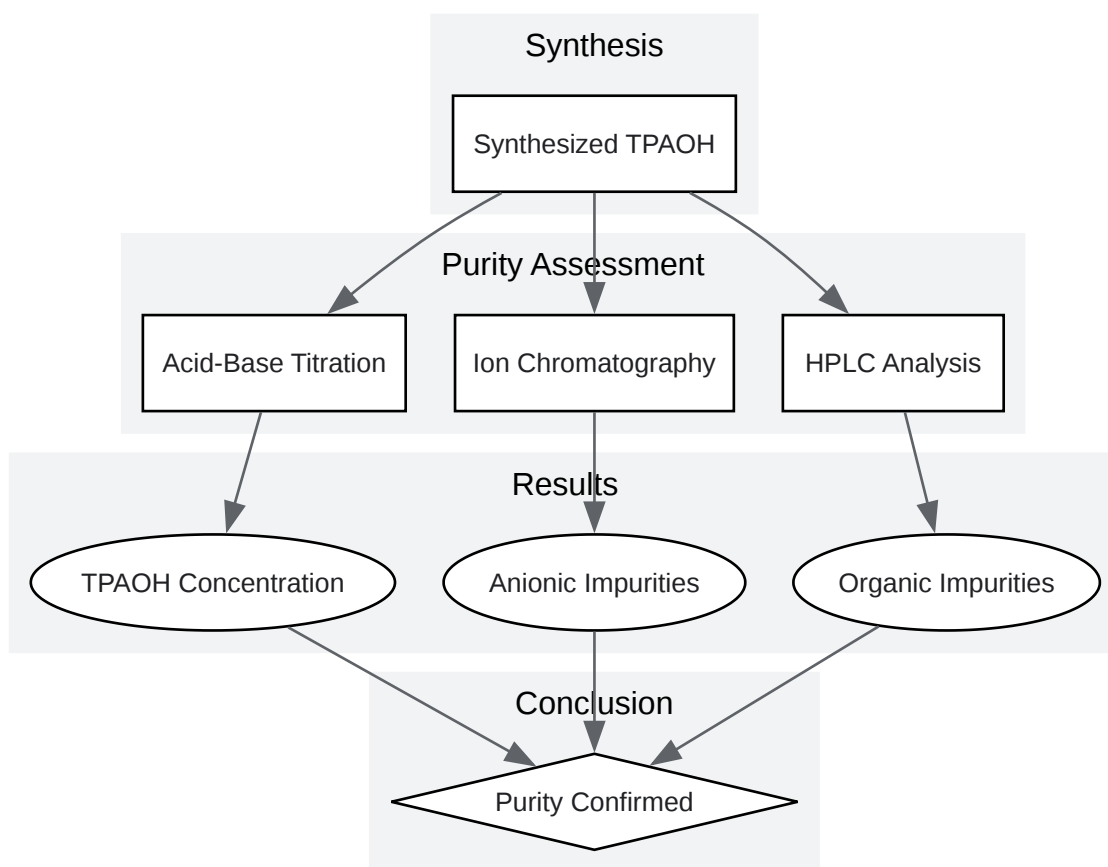 Synthesis
Synthesized TPAOH
Purity Assessment
Acid-Base Titration
Ion Chromatography
HPLC Analysis
Results
TPAOH Concentration
Anionic Impurities
Organic Impurities
Conclusion
Purity Confirmed